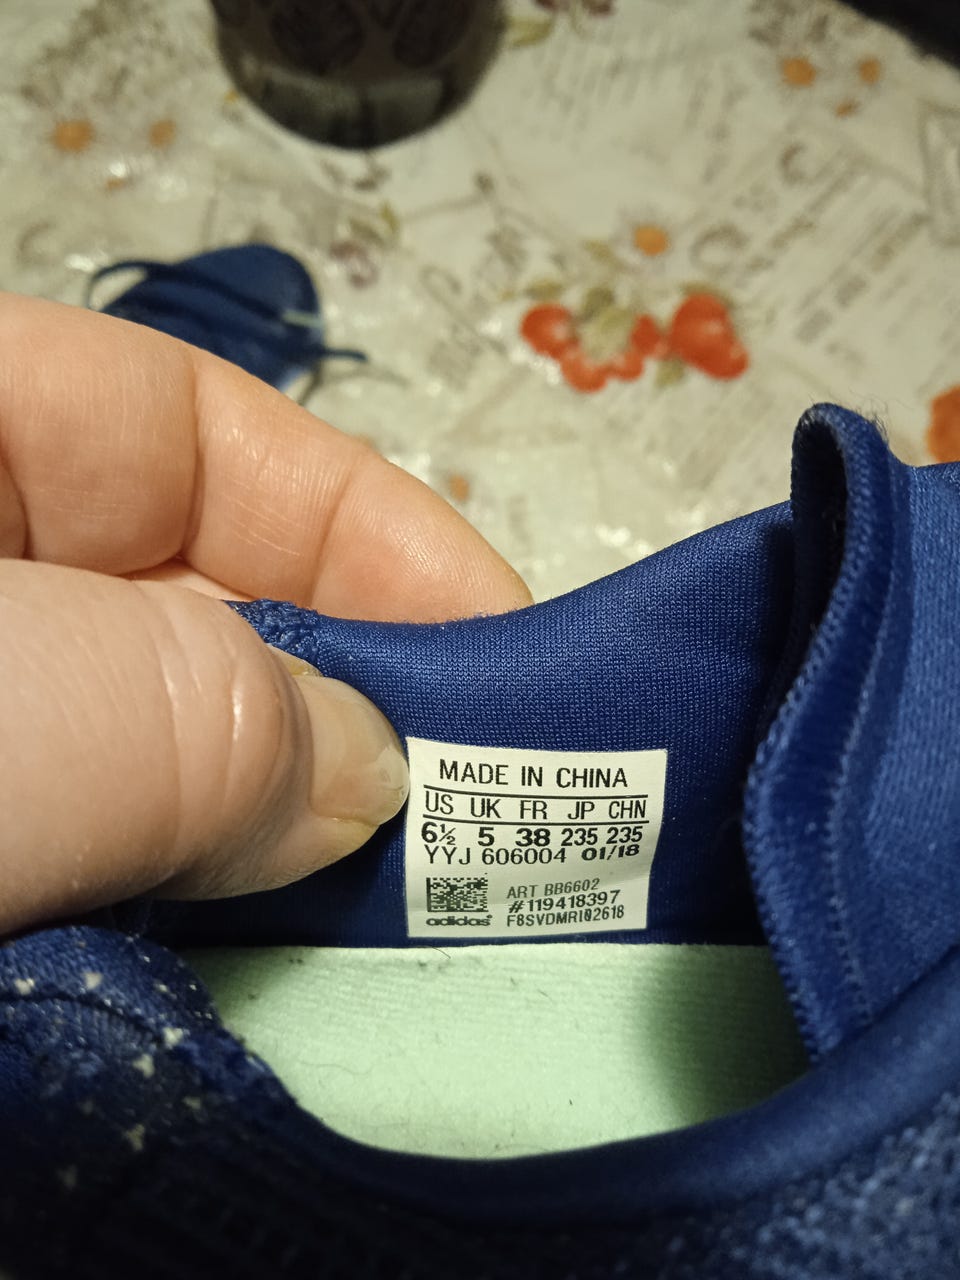 MADE IN CHINA
US UK FR JP CHN
6½ 5 38 235 235
YYJ 606004 01/18
ART BB6602
#119418397
adidas F8SVDMRI02618